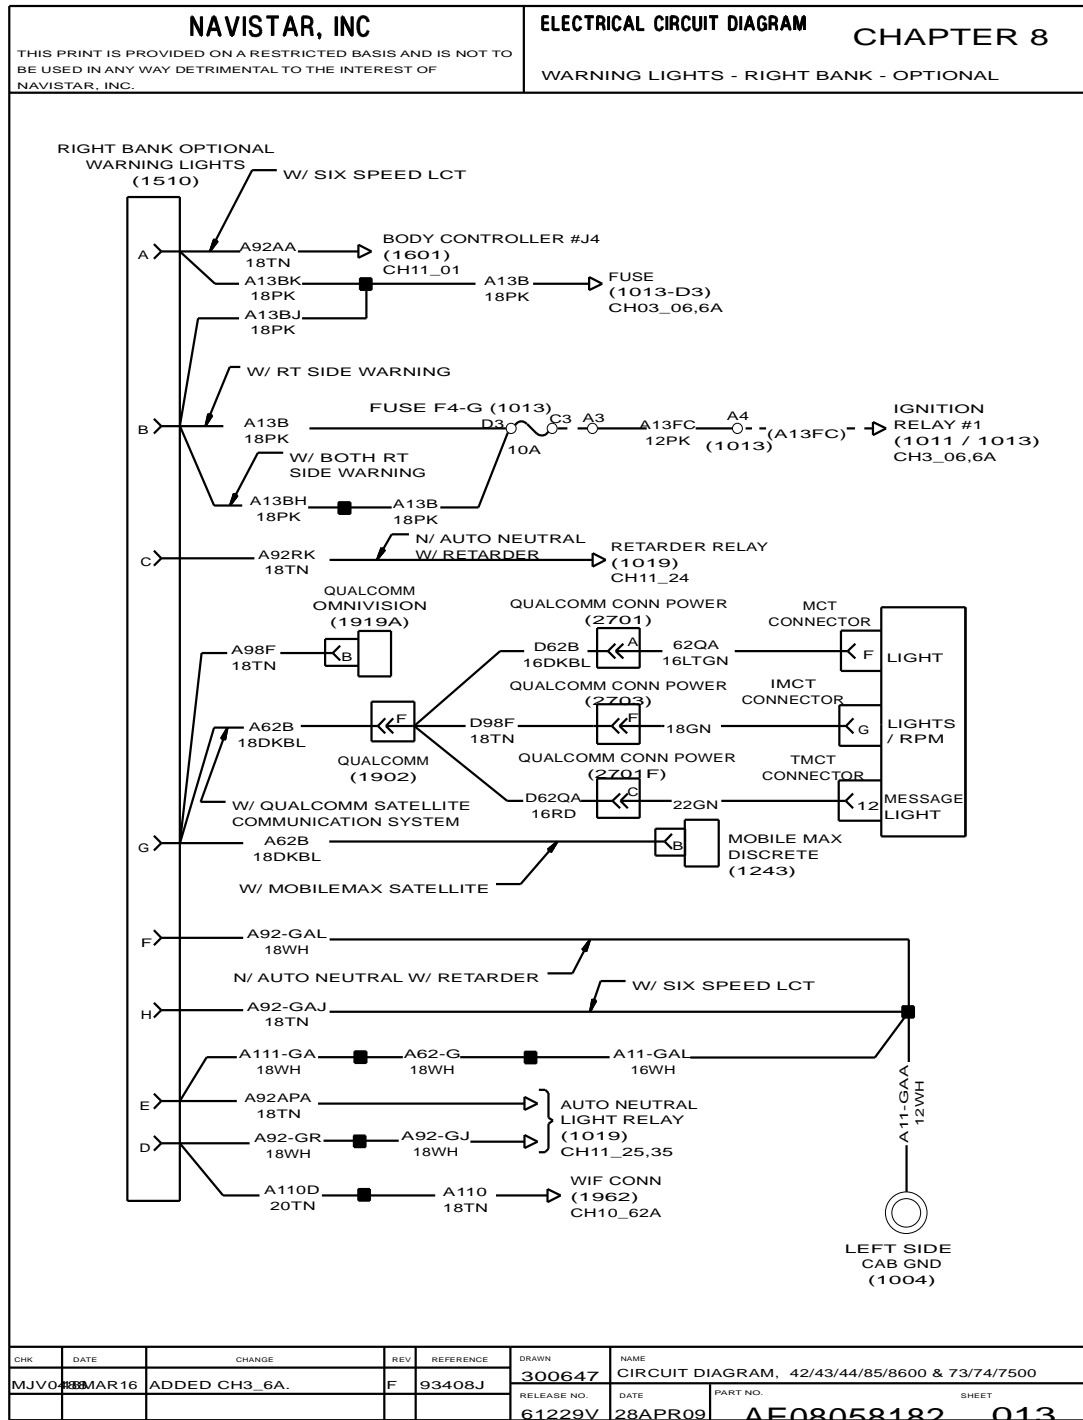 NAVISTAR, INC
THIS PRINT IS PROVIDED ON A RESTRICTED BASIS AND IS NOT TO
BE USED IN ANY WAY DETRIMENTAL TO THE INTEREST OF
NAVISTAR, INC.
ELECTRICAL CIRCUIT DIAGRAM
CHAPTER 8
WARNING LIGHTS - RIGHT BANK - OPTIONAL
RIGHT BANK OPTIONAL
WARNING LIGHTS
(1510)
W/ SIX SPEED LCT
A
A92AA
18TN
BODY CONTROLLER #J4
(1601)
CH11_01
A13BK
18PK
A13B
18PK
FUSE
(1013-D3)
CH03_06,6A
A13BJ
18PK
W/ RT SIDE WARNING
B
A13B
18PK
FUSE F4-G (1013)
D3
C3
10A
A3
A13FC
12PK
A4
(1013)
(A13FC)
IGNITION
RELAY #1
(1011 / 1013)
CH3_06,6A
W/ BOTH RT
SIDE WARNING
A13BH
18PK
A13B
18PK
C
A92RK
18TN
N/ AUTO NEUTRAL
W/ RETARDER
RETARDER RELAY
(1019)
CH11_24
QUALCOMM
OMNIVISION
(1919A)
A98F
18TN
B
QUALCOMM CONN POWER
(2701)
D62B
16DKBL
A
62QA
16LTGN
MCT
CONNECTOR
F
LIGHT
A62B
18DKBL
F
QUALCOMM
(1902)
QUALCOMM CONN POWER
(2703)
D98F
18TN
F
18GN
IMCT
CONNECTOR
G
LIGHTS
/ RPM
QUALCOMM CONN POWER
(2701F)
D62QA
16RD
C
22GN
TMCT
CONNECTOR
12
MESSAGE
LIGHT
W/ QUALCOMM SATELLITE
COMMUNICATION SYSTEM
G
A62B
18DKBL
B
MOBILE MAX
DISCRETE
(1243)
W/ MOBILEMAX SATELLITE
F
A92-GAL
18WH
N/ AUTO NEUTRAL W/ RETARDER
W/ SIX SPEED LCT
H
A92-GAJ
18TN
A111-GA
18WH
A62-G
18WH
A11-GAL
16WH
E
A92APA
18TN
AUTO NEUTRAL
LIGHT RELAY
(1019)
CH11_25,35
D
A92-GR
18WH
A92-GJ
18WH
A11-GAA
12WH
A110D
20TN
A110
18TN
WIF CONN
(1962)
CH10_62A
LEFT SIDE
CAB GND
(1004)
CHK DATE CHANGE REV REFERENCE
ADDED CH3_6A. F 93408J
DRAWN
300647
NAME
CIRCUIT DIAGRAM, 42/43/44/85/8600 & 73/74/7500
RELEASE NO.
61229V
DATE
28APR09
PART NO.
AE08058182
SHEET
013